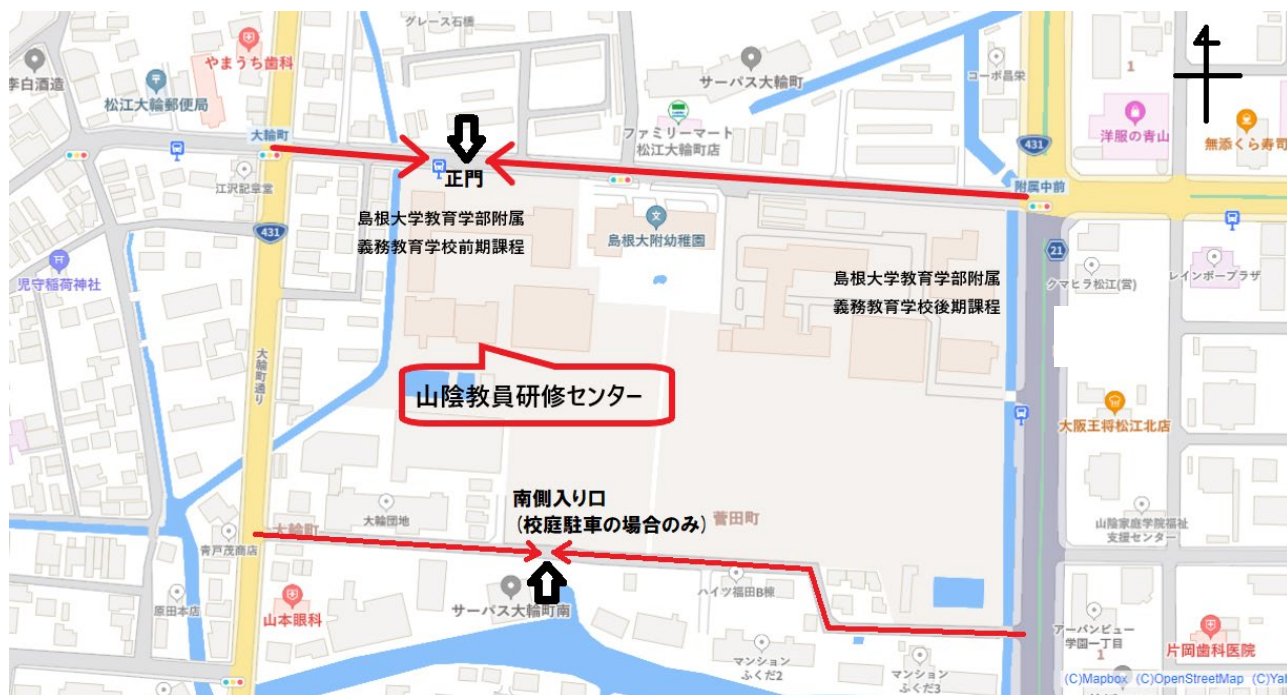 グレース石橋
やまうち歯科
李白酒造
松江大輪郵便局
サーパス大輪町
コーポ昌栄
1
洋服の青山
無添くら寿司
大輪町
ファミリーマート
松江大輪町店
431
江沢記章堂
正門
附属中前
島根大学教育学部附属
義務教育学校前期課程
島根大附幼稚園
431
21
島根大学教育学部附属
義務教育学校後期課程
クマヒラ松江(営)
レインボープラザ
児守稲荷神社
大輪町通り
山陰教員研修センター
大阪王将松江北店
南側入り口
(校庭駐車の場合のみ)
菅田町
大輪団地
大輪町
青戸茂商店
山陰家庭学院福祉
支援センター
原田本店
山本眼科
サーパス大輪町南
ハイツ福田B棟
アーバンビュー
学園一丁目
1
片岡歯科医院
マンション
ふくだ2
マンション
ふくだ3
(C)Mapbox (C)OpenStreetMap (C)Ya